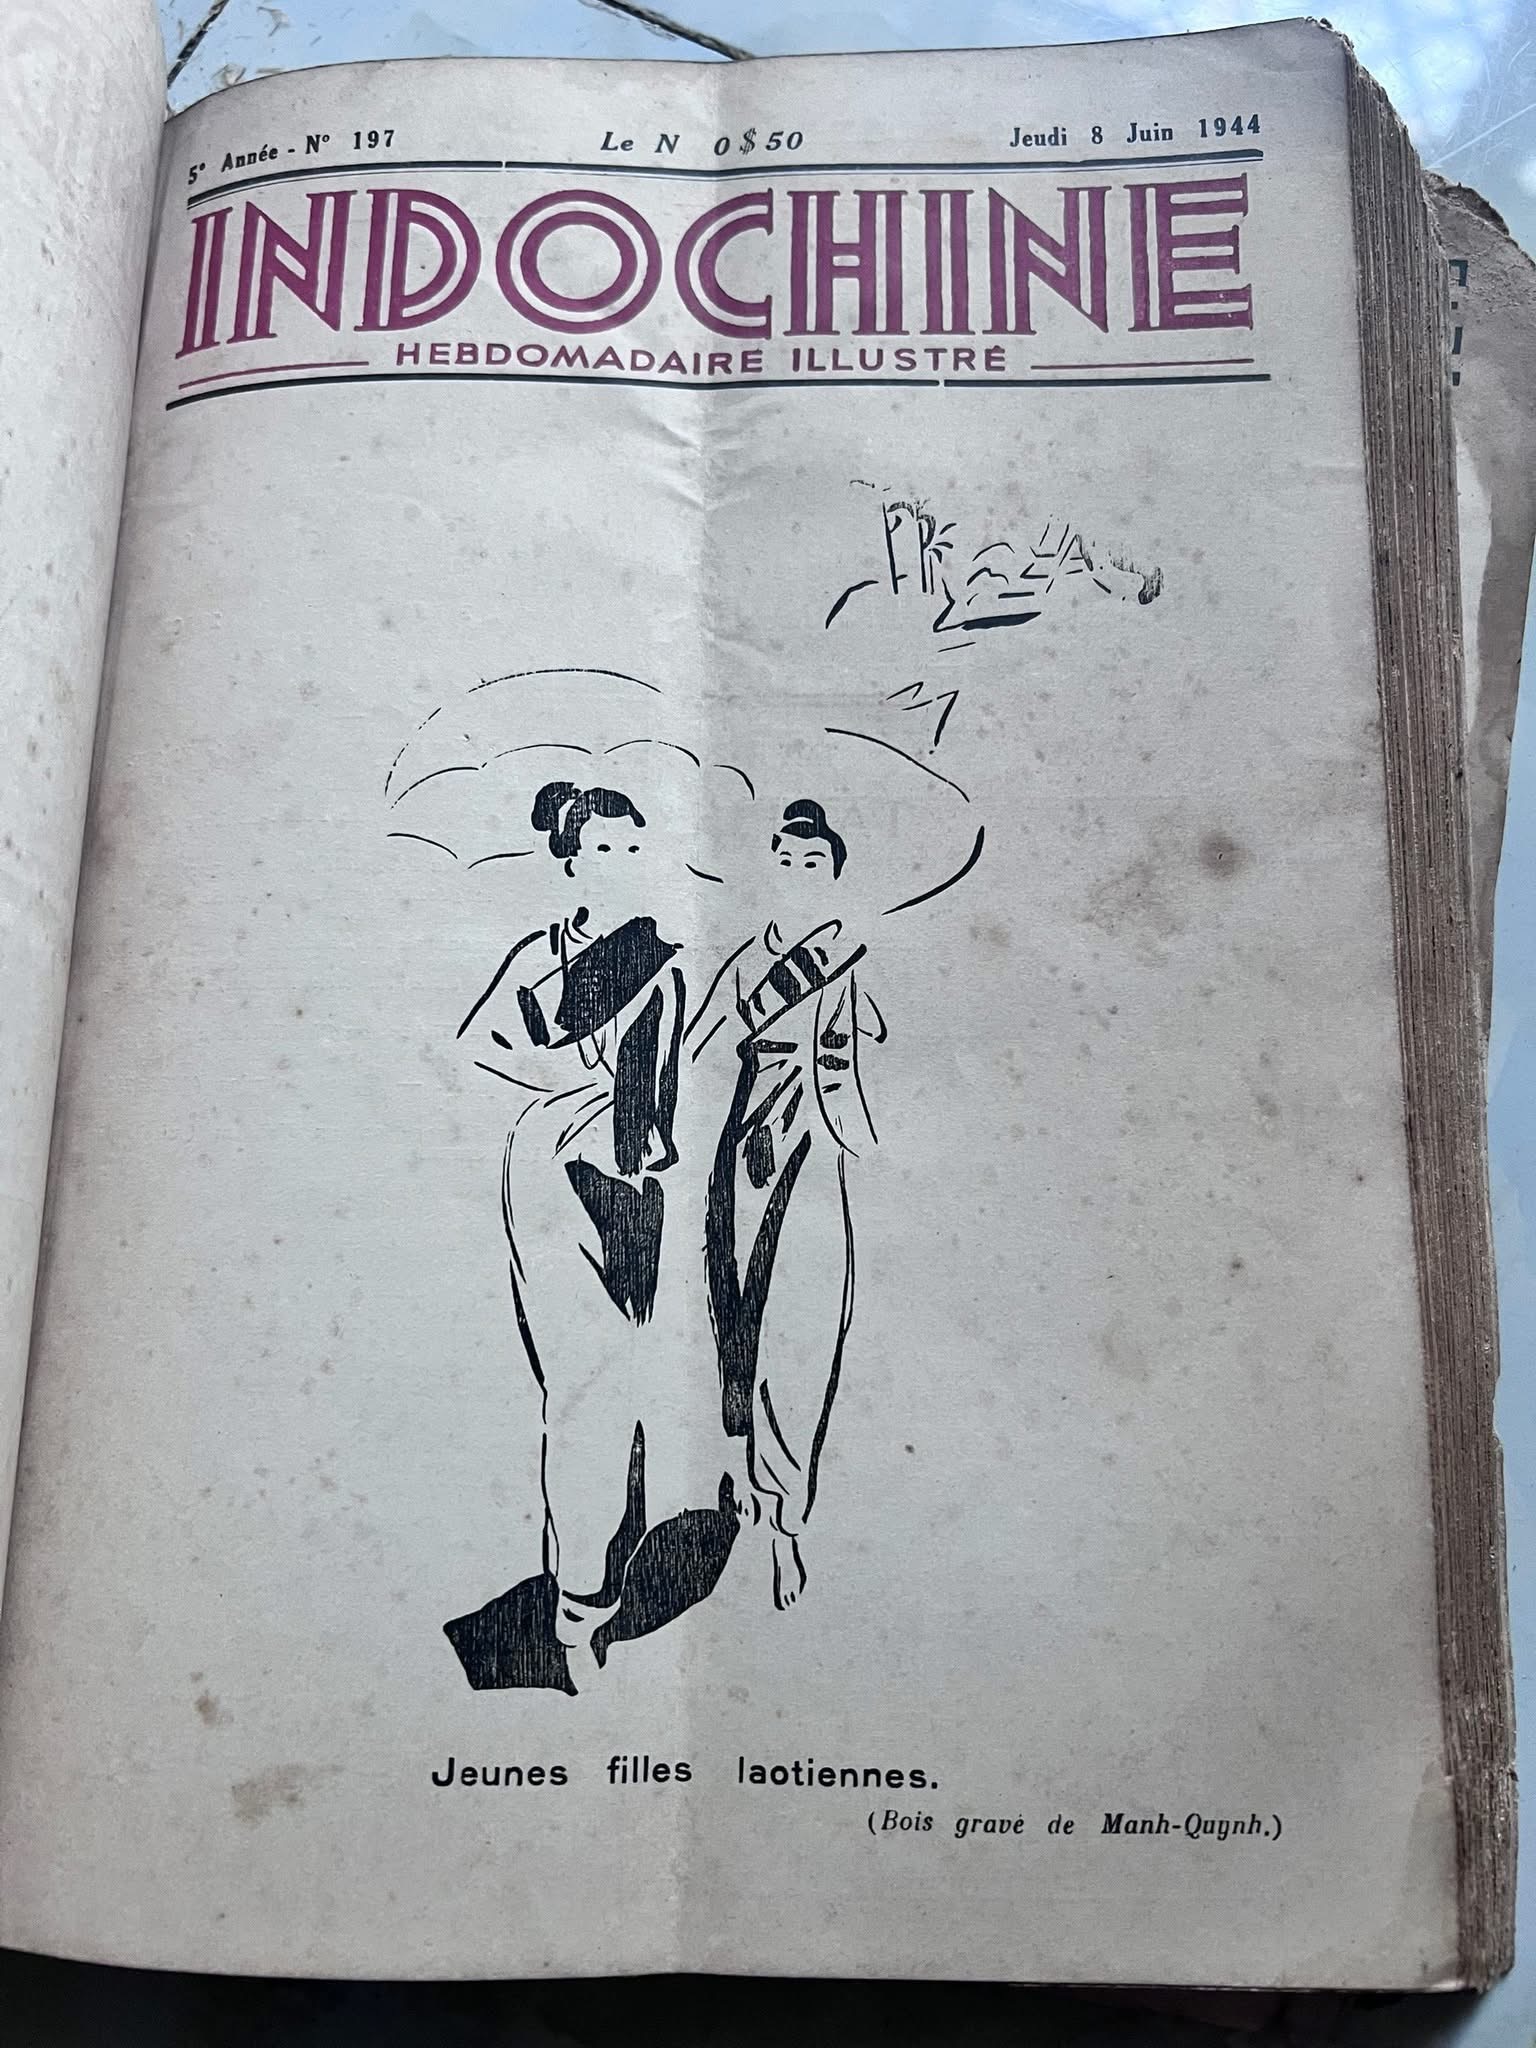 5e Année - No 197 Le N 0$50 Jeudi 8 Juin 1944
INDOCHINE
HEBDOMADAIRE ILLUSTRÉ
Jeunes filles laotiennes.
(Bois gravé de Manh-Quynh.)